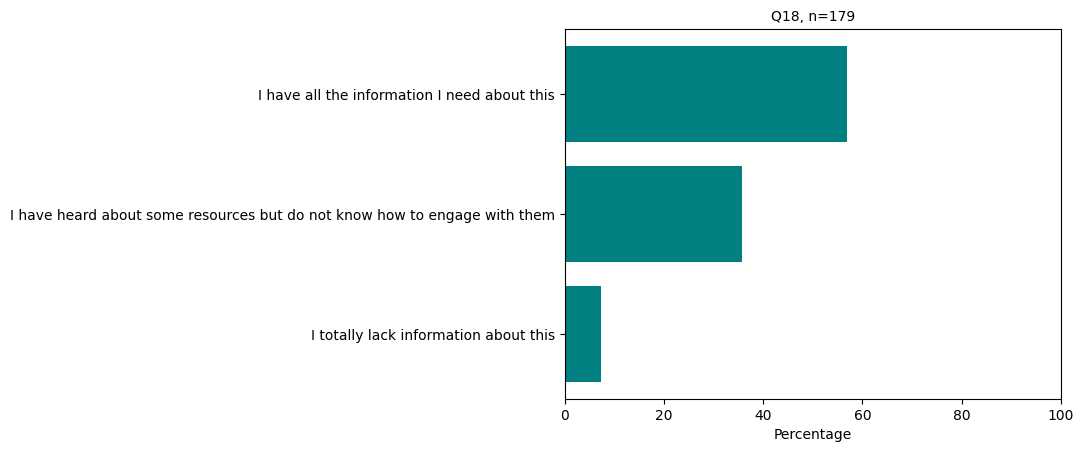 Q18, n=179
I have all the information I need about this
I have heard about some resources but do not know how to engage with them
I totally lack information about this
0 20 40 60 80 100
Percentage